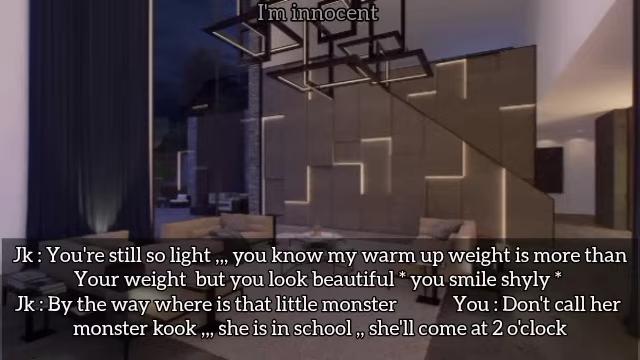 I'm innocent
Jk : You're still so light ,,, you know my warm up weight is more than
Your weight  but you look beautiful * you smile shyly *
Jk : By the way where is that little monster          You : Don't call her
monster kook ,,, she is in school ,, she'll come at 2 o'clock